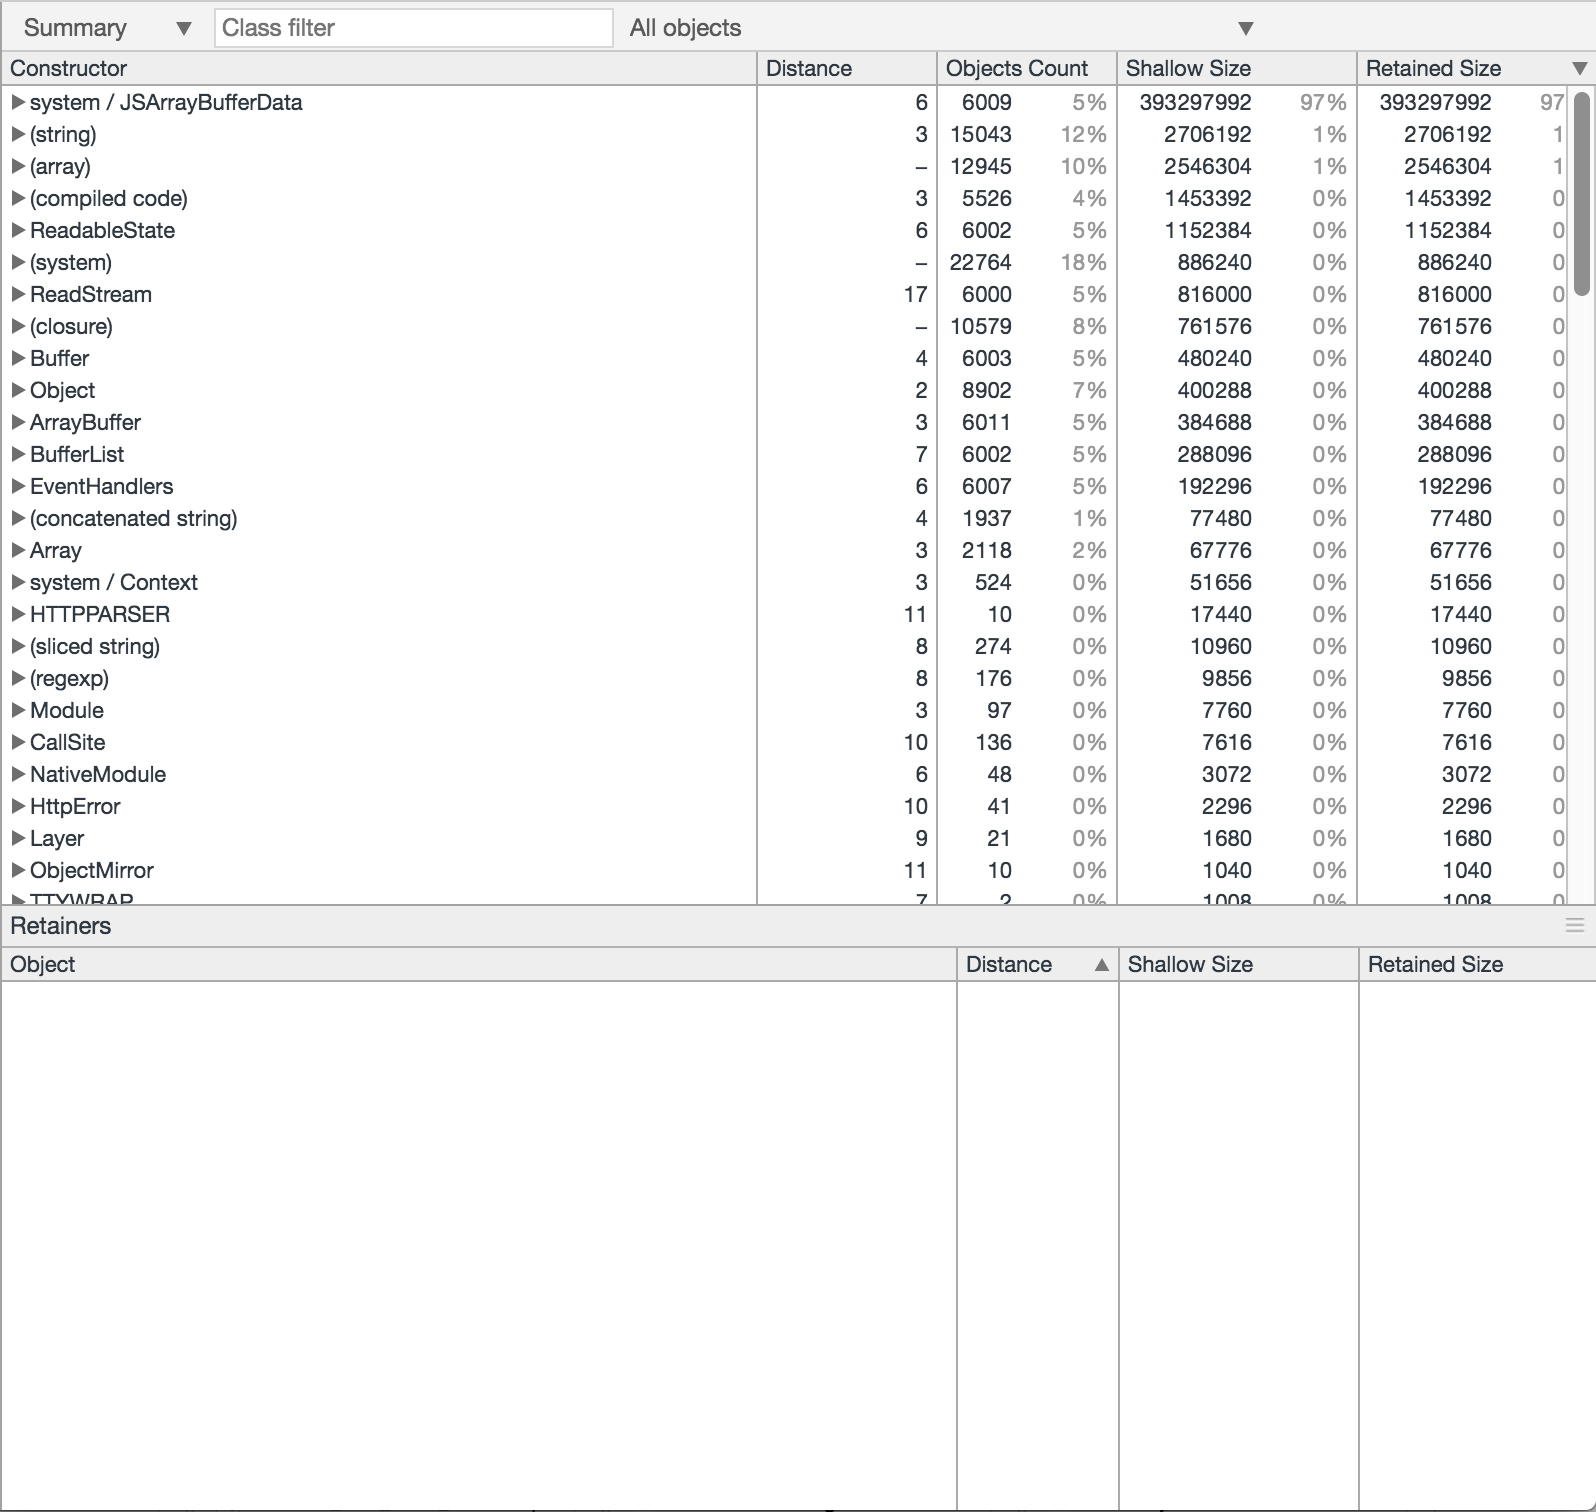 Summary ▼ Class filter All objects ▼
Constructor Distance Objects Count Shallow Size Retained Size ▼
▶ system / JSArrayBufferData 6 6009 5% 393297992 97% 393297992 97
▶ (string) 3 15043 12% 2706192 1% 2706192 1
▶ (array) – 12945 10% 2546304 1% 2546304 1
▶ (compiled code) 3 5526 4% 1453392 0% 1453392 0
▶ ReadableState 6 6002 5% 1152384 0% 1152384 0
▶ (system) – 22764 18% 886240 0% 886240 0
▶ ReadStream 17 6000 5% 816000 0% 816000 0
▶ (closure) – 10579 8% 761576 0% 761576 0
▶ Buffer 4 6003 5% 480240 0% 480240 0
▶ Object 2 8902 7% 400288 0% 400288 0
▶ ArrayBuffer 3 6011 5% 384688 0% 384688 0
▶ BufferList 7 6002 5% 288096 0% 288096 0
▶ EventHandlers 6 6007 5% 192296 0% 192296 0
▶ (concatenated string) 4 1937 1% 77480 0% 77480 0
▶ Array 3 2118 2% 67776 0% 67776 0
▶ system / Context 3 524 0% 51656 0% 51656 0
▶ HTTPPARSER 11 10 0% 17440 0% 17440 0
▶ (sliced string) 8 274 0% 10960 0% 10960 0
▶ (regexp) 8 176 0% 9856 0% 9856 0
▶ Module 3 97 0% 7760 0% 7760 0
▶ CallSite 10 136 0% 7616 0% 7616 0
▶ NativeModule 6 48 0% 3072 0% 3072 0
▶ HttpError 10 41 0% 2296 0% 2296 0
▶ Layer 9 21 0% 1680 0% 1680 0
▶ ObjectMirror 11 10 0% 1040 0% 1040 0
▶ TTYWRAP 7 2 0% 1008 0% 1008 0
Retainers
Object Distance ▲ Shallow Size Retained Size